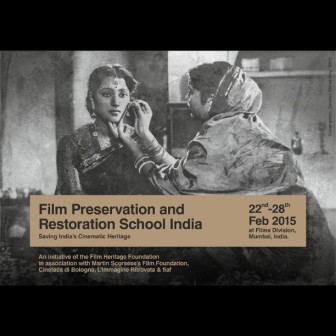 Film Preservation and
Restoration School India
Saving India's Cinematic Heritage
An initiative of the Film Heritage Foundation
in association with Martin Scorsese's Film Foundation,
Cineteca di Bologna, L'Immagine Ritrovata & fiaf
22nd-28th
Feb 2015
at Films Division,
Mumbai, India.